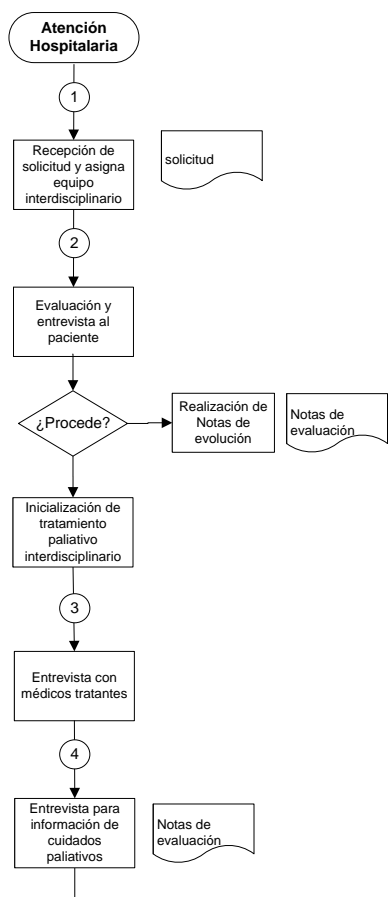 Atención
Hospitalaria
1
Recepción de
solicitud y asigna
equipo
interdisciplinario
solicitud
2
Evaluación y
entrevista al
paciente
¿Procede?
Realización de
Notas de
evolución
Notas de
evaluación
Inicialización de
tratamiento
paliativo
interdisciplinario
3
Entrevista con
médicos tratantes
4
Entrevista para
información de
cuidados
paliativos
Notas de
evaluación